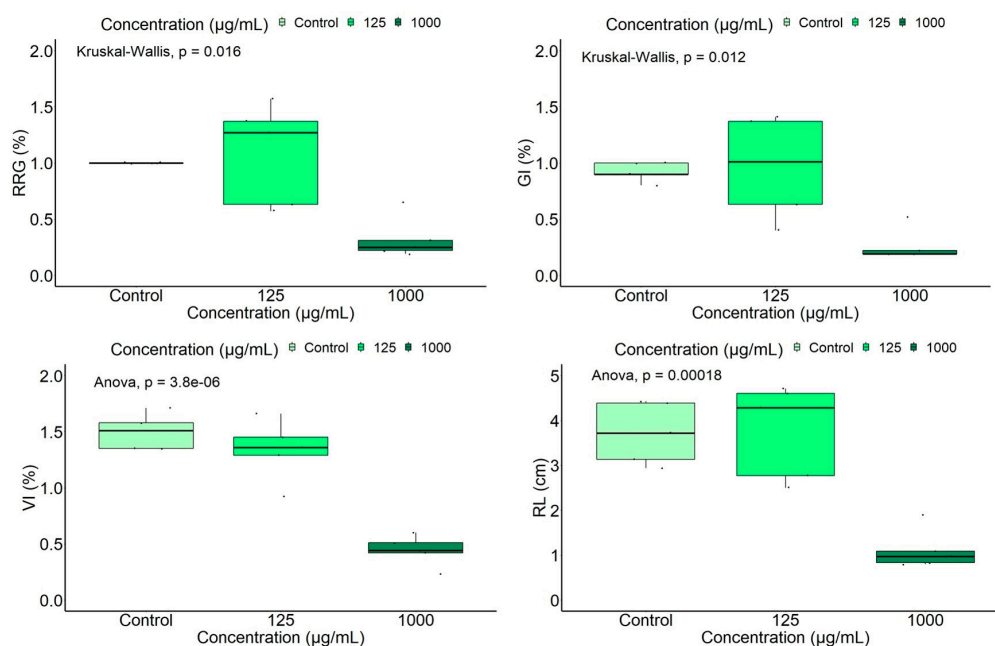 Concentration (µg/mL) Control 125 1000
Kruskal-Wallis, p = 0.016
RRG (%)
2.0
1.5
1.0
0.5
0.0
Control 125 1000
Concentration (µg/mL)
Concentration (µg/mL) Control 125 1000
Kruskal-Wallis, p = 0.012
GI (%)
2.0
1.5
1.0
0.5
0.0
Control 125 1000
Concentration (µg/mL)
Concentration (µg/mL) Control 125 1000
Anova, p = 3.8e-06
VI (%)
2.0
1.5
1.0
0.5
0.0
Control 125 1000
Concentration (µg/mL)
Concentration (µg/mL) Control 125 1000
Anova, p = 0.00018
RL (cm)
5
4
3
2
1
0
Control 125 1000
Concentration (µg/mL)